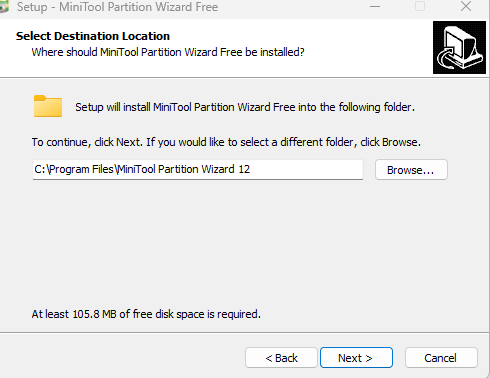 Setup - MiniTool Partition Wizard Free
Select Destination Location
Where should MiniTool Partition Wizard Free be installed?
Setup will install MiniTool Partition Wizard Free into the following folder.
To continue, click Next. If you would like to select a different folder, click Browse.
C:\Program Files\MiniTool Partition Wizard 12
Browse...
At least 105.8 MB of free disk space is required.
< Back
Next >
Cancel